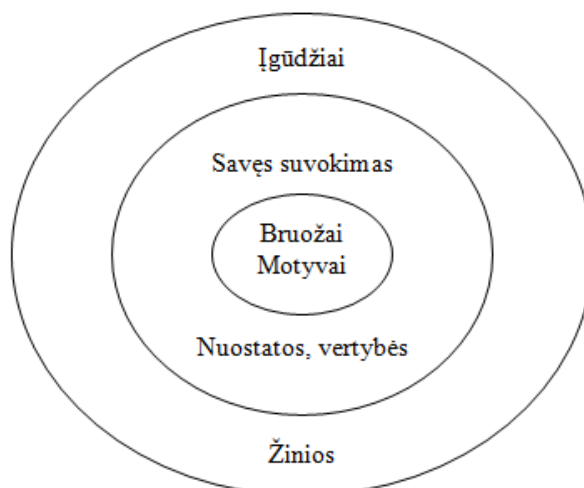 Įgūdžiai
Savęs suvokimas
Bruožai
Motyvai
Nuostatos, vertybės
Žinios